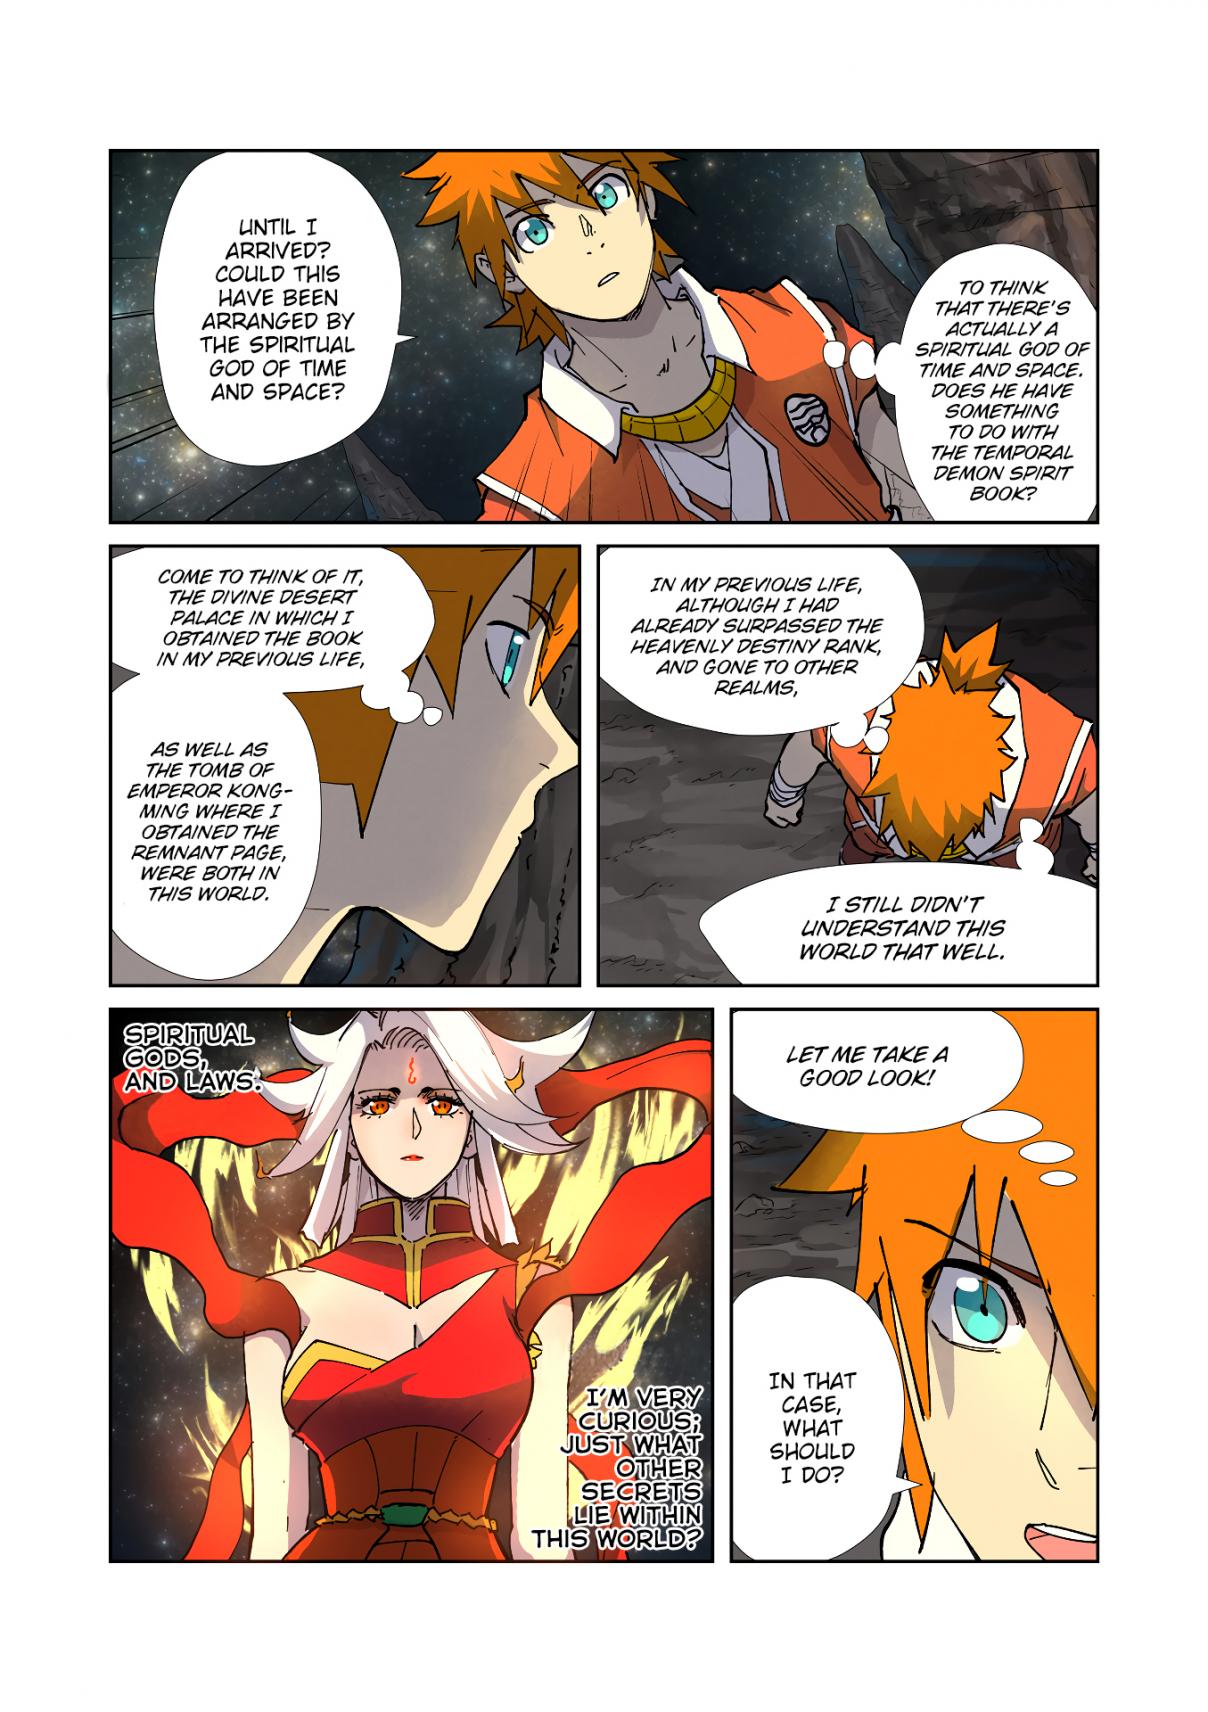 UNTIL I
ARRIVED?
COULD THIS
HAVE BEEN
ARRANGED BY
THE SPIRITUAL
GOD OF TIME
AND SPACE?
TO THINK
THAT THERE'S
ACTUALLY A
SPIRITUAL GOD OF
TIME AND SPACE.
DOES HE HAVE
SOMETHING
TO DO WITH
THE TEMPORAL
DEMON SPIRIT
BOOK?
COME TO THINK OF IT,
THE DIVINE DESERT
PALACE IN WHICH I
OBTAINED THE BOOK
IN MY PREVIOUS LIFE,
AS WELL AS
THE TOMB OF
EMPEROR KONG-
MING WHERE I
OBTAINED THE
REMNANT PAGE,
WERE BOTH IN
THIS WORLD.
IN MY PREVIOUS LIFE,
ALTHOUGH I HAD
ALREADY SURPASSED THE
HEAVENLY DESTINY RANK,
AND GONE TO OTHER
REALMS,
I STILL DIDN'T
UNDERSTAND THIS
WORLD THAT WELL.
SPIRITUAL
GODS,
AND LAWS.
I'M VERY
CURIOUS;
JUST WHAT
OTHER
SECRETS
LIE WITHIN
THIS WORLD?
LET ME TAKE A
GOOD LOOK!
IN THAT
CASE,
WHAT
SHOULD
I DO?